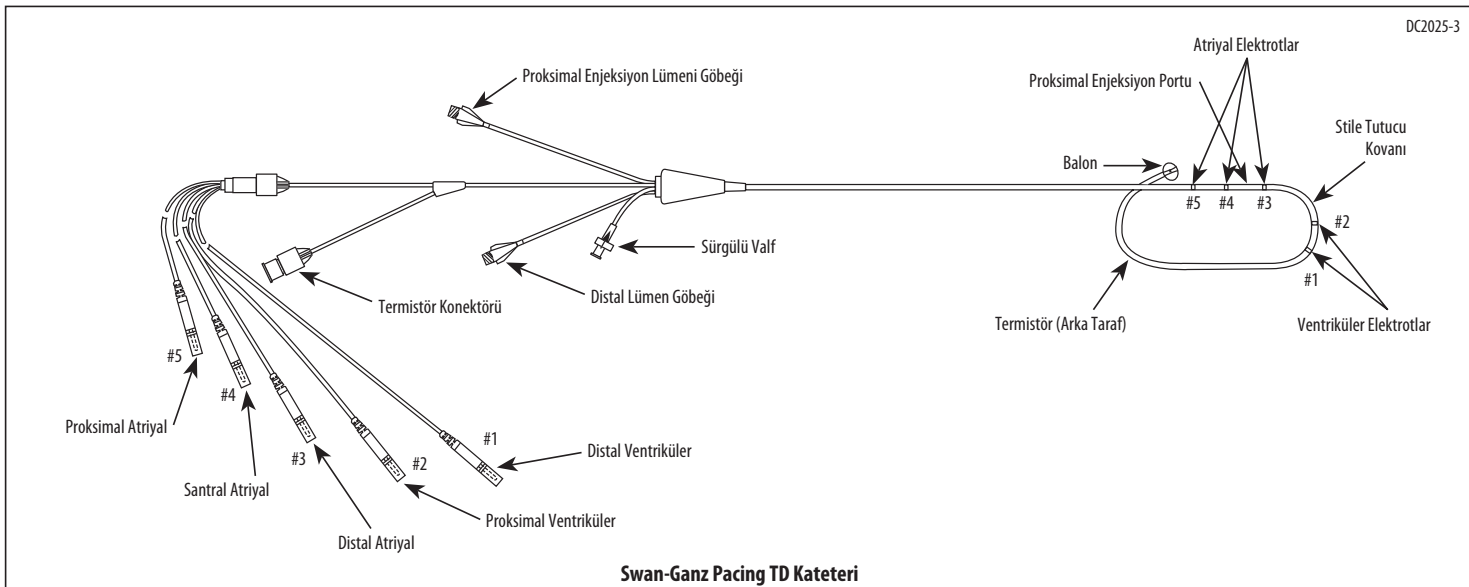 DC2025-3
Atriyal Elektrotlar
Proksimal Enjeksiyon Lümeni Göbeği
Proksimal Enjeksiyon Portu
Stile Tutucu
Kovanı
Balon
#5
#4
#3
#2
#1
Sürgülü Valf
Distal Lümen Göbeği
Termistör Konektörü
Termistör (Arka Taraf)
Ventriküler Elektrotlar
#5
Proksimal Atriyal
#4
Santral Atriyal
#3
Distal Atriyal
#2
Proksimal Ventriküler
#1
Distal Ventriküler
Swan-Ganz Pacing TD Kateteri